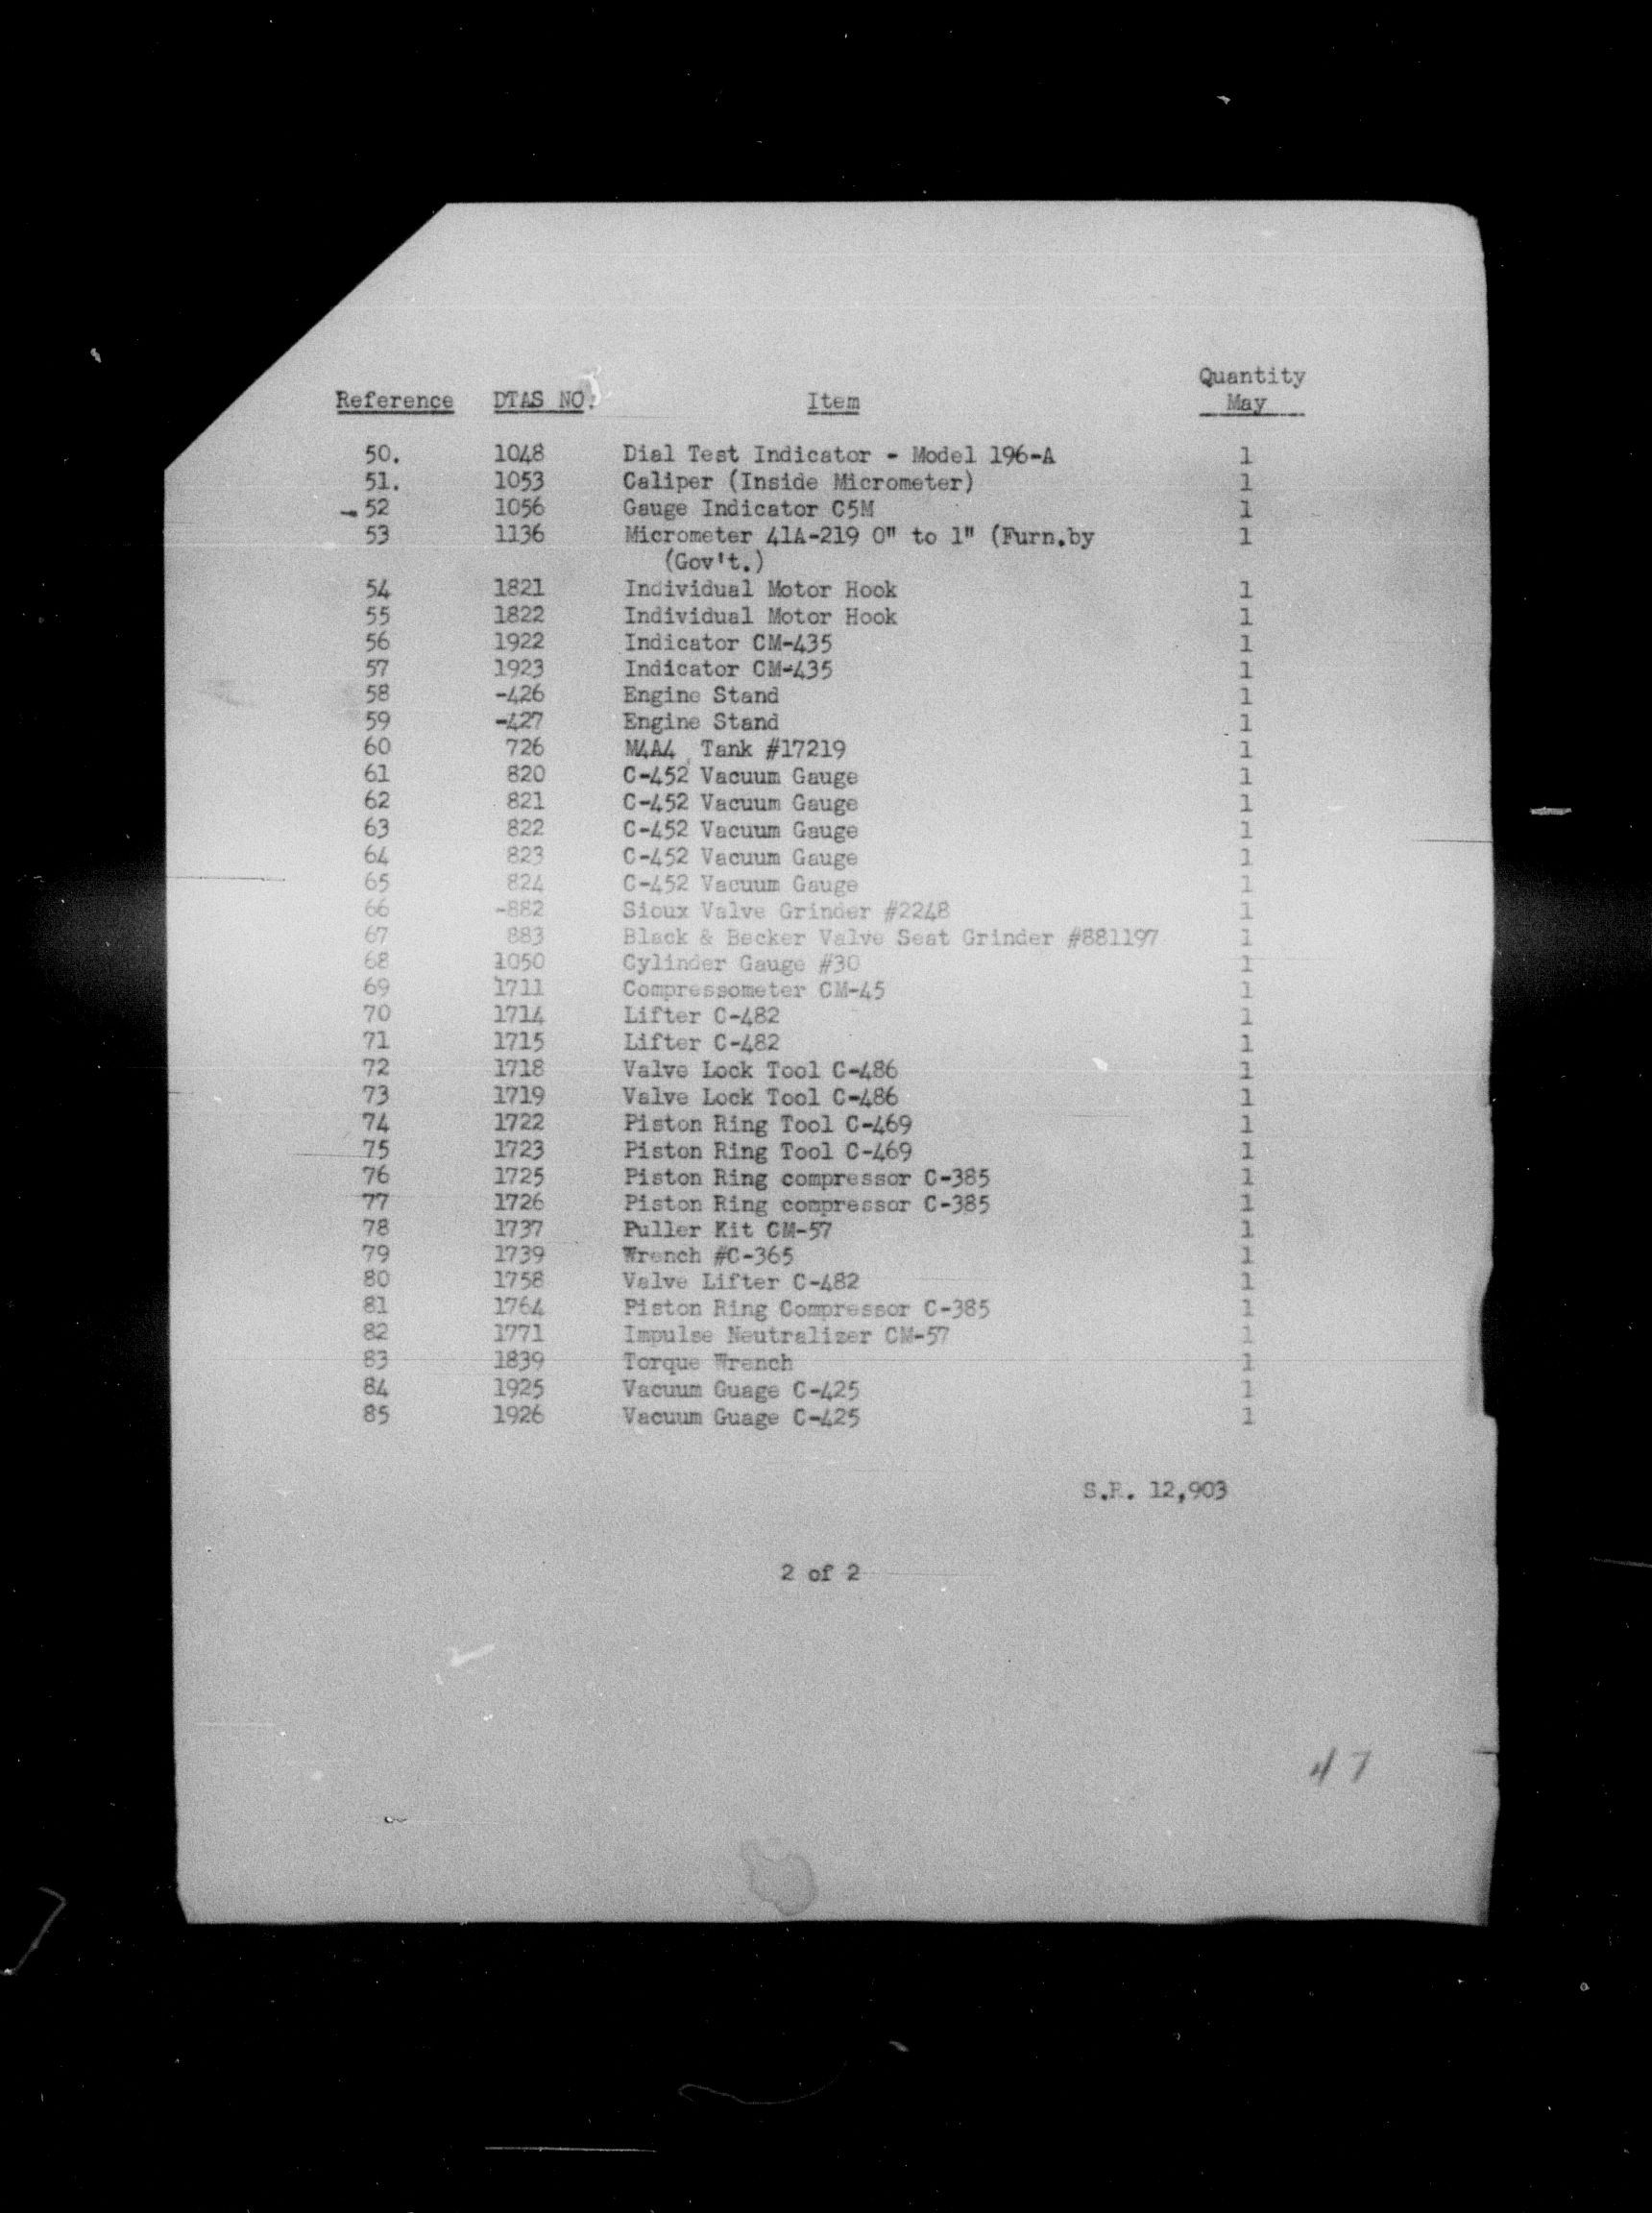 Quantity
Reference DTAS NO. Item May
50. 1048 Dial Test Indicator - Model 196-A 1
51. 1053 Caliper (Inside Micrometer) 1
52 1056 Gauge Indicator C5M 1
53 1136 Micrometer 41A-219 0" to 1" (Furn.by 1
(Gov't.)
54 1821 Individual Motor Hook 1
55 1822 Individual Motor Hook 1
56 1922 Indicator CM-435 1
57 1923 Indicator CM-435 1
58 -426 Engine Stand 1
59 -427 Engine Stand 1
60 726 M4A4 Tank #17219 1
61 820 C-452 Vacuum Gauge 1
62 821 C-452 Vacuum Gauge 1
63 822 C-452 Vacuum Gauge 1
64 823 C-452 Vacuum Gauge 1
65 824 C-452 Vacuum Gauge 1
66 -882 Sioux Valve Grinder #2248 1
67 883 Black & Becker Valve Seat Grinder #881197 1
68 1050 Cylinder Gauge #30 1
69 1711 Compressometer CM-45 1
70 1714 Lifter C-482 1
71 1715 Lifter C-482 1
72 1718 Valve Lock Tool C-486 1
73 1719 Valve Lock Tool C-486 1
74 1722 Piston Ring Tool C-469 1
75 1723 Piston Ring Tool C-469 1
76 1725 Piston Ring compressor C-385 1
77 1726 Piston Ring compressor C-385 1
78 1737 Puller Kit CM-57 1
79 1739 Wrench #C-365 1
80 1758 Valve Lifter C-482 1
81 1764 Piston Ring Compressor C-385 1
82 1771 Impulse Neutralizer CM-57 1
83 1839 Torque Wrench 1
84 1925 Vacuum Guage C-425 1
85 1926 Vacuum Guage C-425 1
S.R. 12,903
2 of 2
47